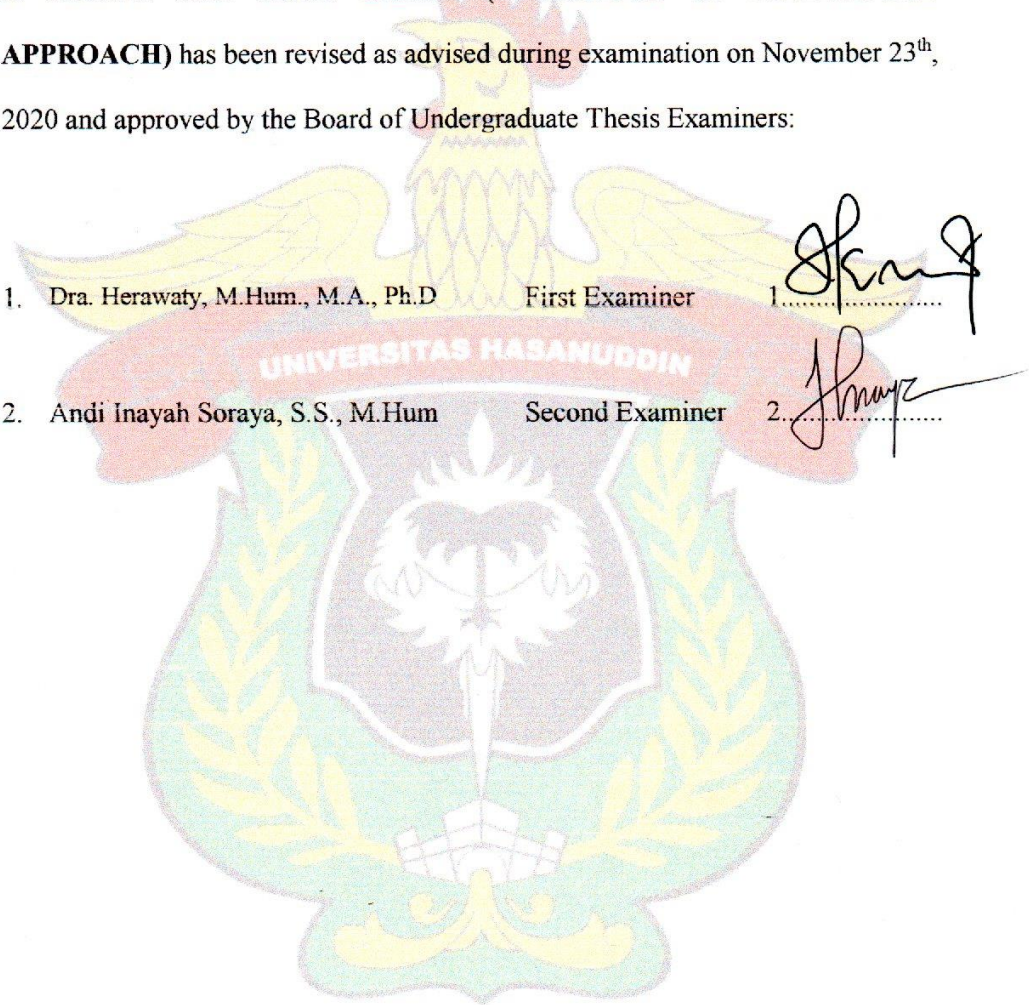 APPROACH) has been revised as advised during examination on November 23th,
2020 and approved by the Board of Undergraduate Thesis Examiners:
1. Dra. Herawaty, M.Hum., M.A., Ph.D First Examiner 1........................
UNIVERSITAS HASANUDDIN
2. Andi Inayah Soraya, S.S., M.Hum Second Examiner 2........................